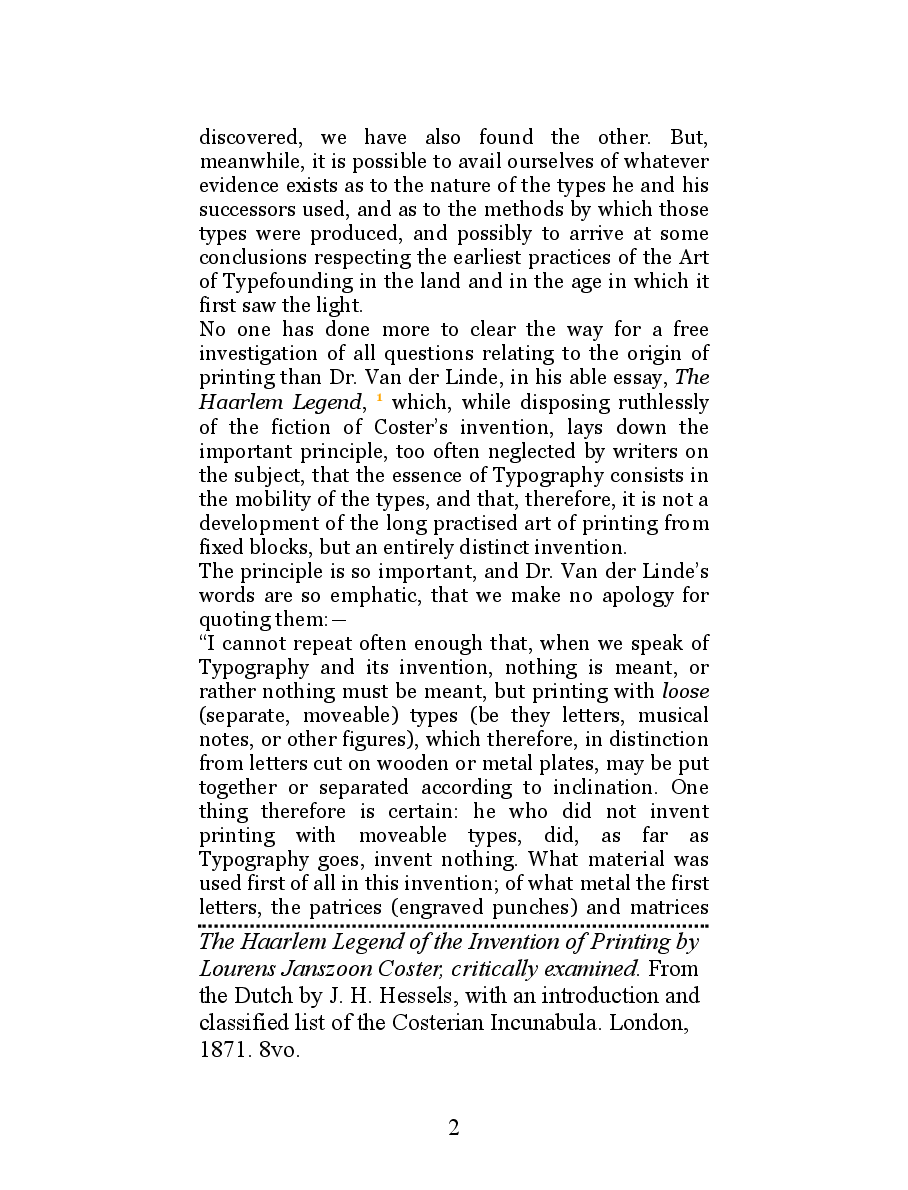 discovered, we have also found the other. But,
meanwhile, it is possible to avail ourselves of whatever
evidence exists as to the nature of the types he and his
successors used, and as to the methods by which those
types were produced, and possibly to arrive at some
conclusions respecting the earliest practices of the Art
of Typefounding in the land and in the age in which it
first saw the light.
No one has done more to clear the way for a free
investigation of all questions relating to the origin of
printing than Dr. Van der Linde, in his able essay, The
Haarlem Legend, 1 which, while disposing ruthlessly
of the fiction of Coster’s invention, lays down the
important principle, too often neglected by writers on
the subject, that the essence of Typography consists in
the mobility of the types, and that, therefore, it is not a
development of the long practised art of printing from
fixed blocks, but an entirely distinct invention.
The principle is so important, and Dr. Van der Linde’s
words are so emphatic, that we make no apology for
quoting them:—
“I cannot repeat often enough that, when we speak of
Typography and its invention, nothing is meant, or
rather nothing must be meant, but printing with loose
(separate, moveable) types (be they letters, musical
notes, or other figures), which therefore, in distinction
from letters cut on wooden or metal plates, may be put
together or separated according to inclination. One
thing therefore is certain: he who did not invent
printing with moveable types, did, as far as
Typography goes, invent nothing. What material was
used first of all in this invention; of what metal the first
letters, the patrices (engraved punches) and matrices
The Haarlem Legend of the Invention of Printing by
Lourens Janszoon Coster, critically examined. From
the Dutch by J. H. Hessels, with an introduction and
classified list of the Costerian Incunabula. London,
1871. 8vo.
2